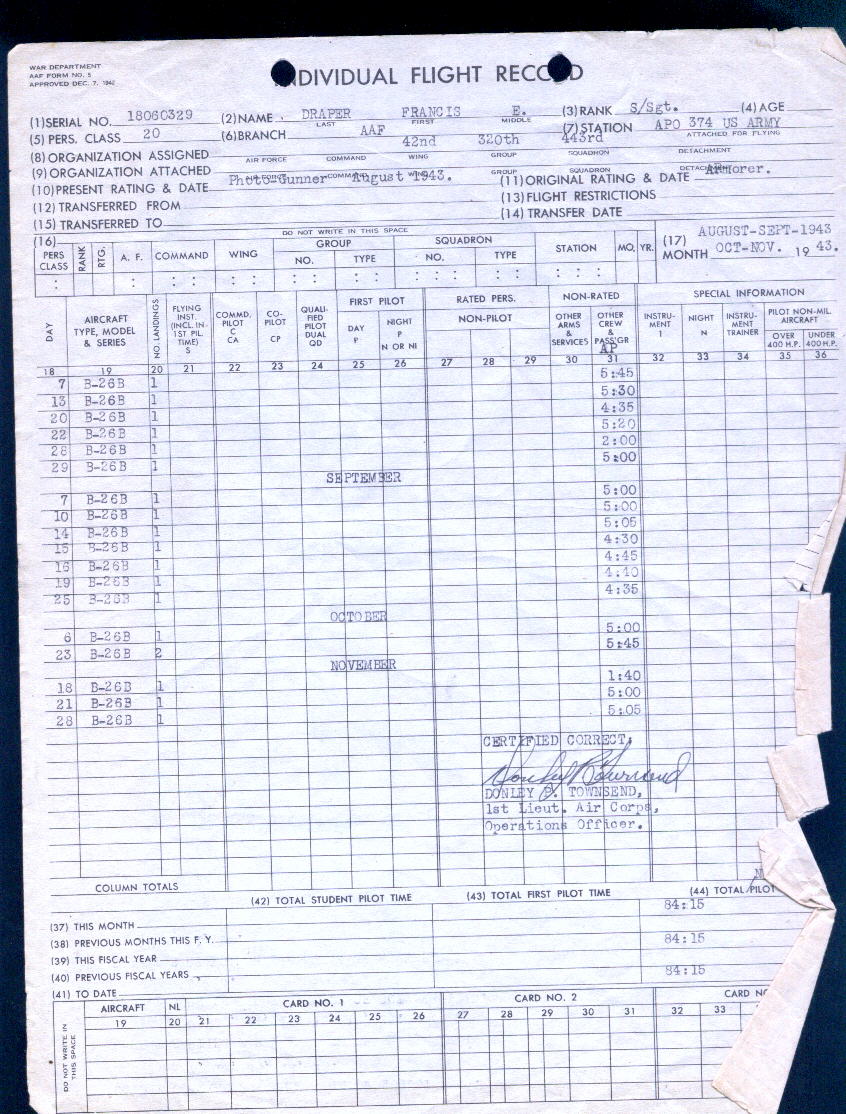 WAR DEPARTMENT
AAF FORM NO. 5
APPROVED DEC. 7, 1942
INDIVIDUAL FLIGHT RECORD
(1) SERIAL NO. 18060329 (2) NAME DRAPER FRANCIS E. (3) RANK S/Sgt. (4) AGE
LAST FIRST MIDDLE
(5) PERS. CLASS 20 (6) BRANCH AAF (7) STATION APO 374 US ARMY
42nd 320th 443rd ATTACHED FOR FLYING
(8) ORGANIZATION ASSIGNED
AIR FORCE COMMAND WING GROUP SQUADRON DETACHMENT
(9) ORGANIZATION ATTACHED
AIR FORCE COMMAND WING GROUP SQUADRON DETACHMENT
(10) PRESENT RATING & DATE Photo-Gunner August 1943. (11) ORIGINAL RATING & DATE Armorer.
(12) TRANSFERRED FROM (13) FLIGHT RESTRICTIONS
(15) TRANSFERRED TO (14) TRANSFER DATE
DO NOT WRITE IN THIS SPACE
(16) PERS CLASS RANK RTG. A. F. COMMAND WING GROUP NO. TYPE SQUADRON NO. TYPE STATION MO. YR. (17) MONTH AUGUST-SEPT-1943 OCT-NOV. 19 43.
DAY AIRCRAFT TYPE, MODEL & SERIES NO. LANDINGS FLYING INST. (INCL. IN 1ST PIL. TIME) S COMMD. PILOT C CA CO-PILOT CP QUALIFIED PILOT DUAL QD FIRST PILOT DAY P NIGHT P N OR NI RATED PERS. NON-PILOT NON-RATED OTHER ARMS & SERVICES OTHER CREW & PASS'GR AP SPECIAL INFORMATION INSTRUMENT I NIGHT N INSTRUMENT TRAINER PILOT NON-MIL. AIRCRAFT OVER 400 H.P. UNDER 400 H.P.
18 19 20 21 22 23 24 25 26 27 28 29 30 31 32 33 34 35 36
7 B-26B 1 5:45
13 B-26B 1 5:30
20 B-26B 1 4:35
22 B-26B 1 5:20
28 B-26B 1 2:00
29 B-26B 1 5:00
SEPTEMBER
7 B-26B 1 5:00
10 B-26B 1 5:00
14 B-26B 1 5:05
15 B-26B 1 4:30
16 B-26B 1 4:45
19 B-26B 1 4:40
25 B-26B 1 4:35
OCTOBER
6 B-26B 1 5:00
23 B-26B 2 5:45
NOVEMBER
18 B-26B 1 1:40
21 B-26B 1 5:00
28 B-26B 1 5:05
CERTIFIED CORRECT:
DONLEY P. TOWNSEND,
1st Lieut. Air Corps,
Operations Officer.
COLUMN TOTALS
(42) TOTAL STUDENT PILOT TIME (43) TOTAL FIRST PILOT TIME (44) TOTAL PILOT
(37) THIS MONTH 84:15
(38) PREVIOUS MONTHS THIS F. Y.
(39) THIS FISCAL YEAR 84:15
(40) PREVIOUS FISCAL YEARS
(41) TO DATE 84:15
DO NOT WRITE IN THIS SPACE
AIRCRAFT NL CARD NO. 1 CARD NO. 2 CARD NO
19 20 21 22 23 24 25 26 27 28 29 30 31 32 33